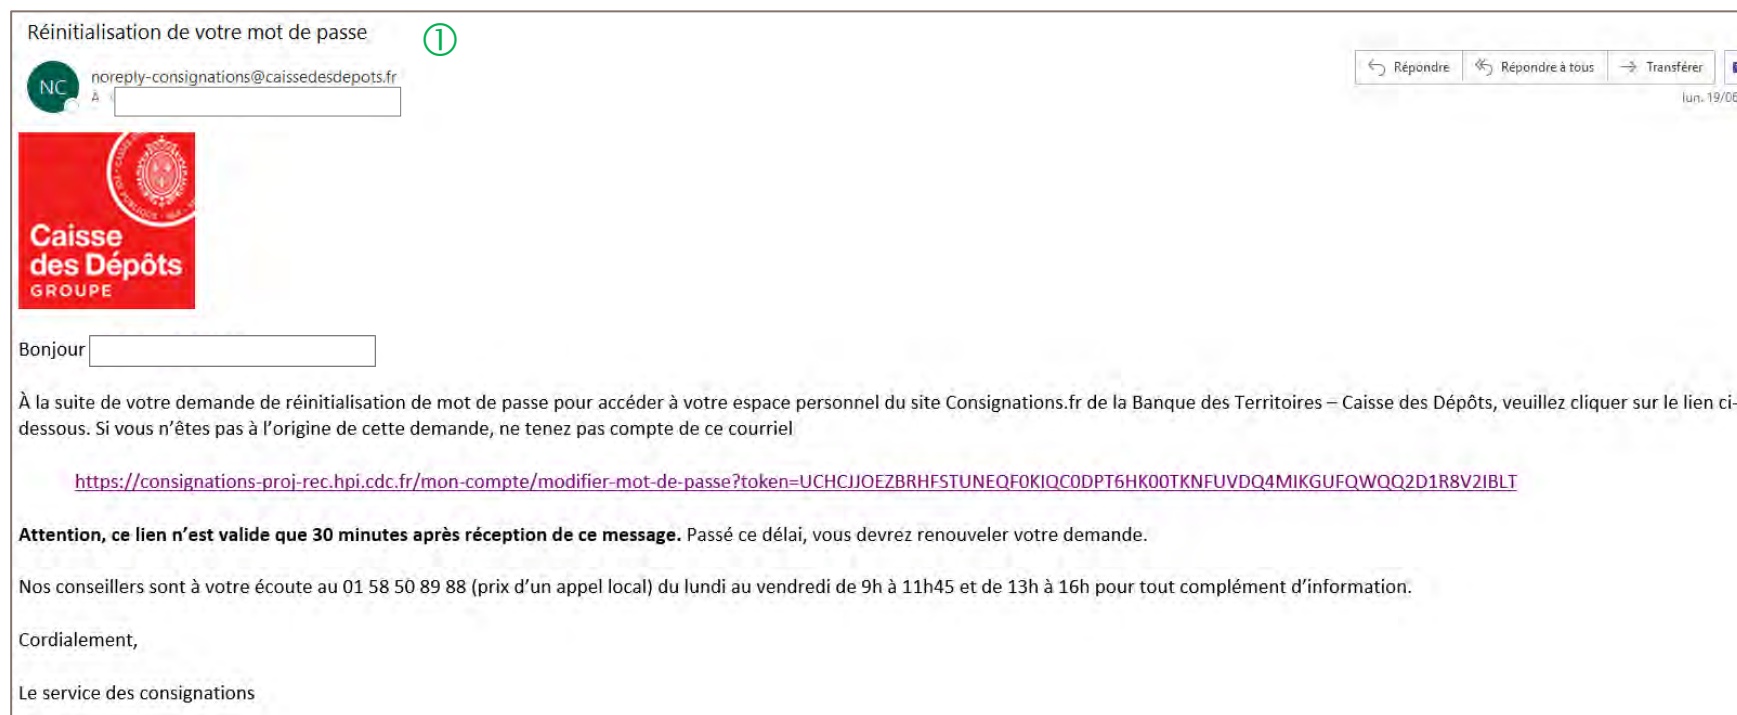 Réinitialisation de votre mot de passe
①
NC
noreply-consignations@caissedesdepots.fr
À
Répondre
Répondre à tous
Transférer
lun. 19/06
Caisse
des Dépôts
GROUPE
Bonjour
À la suite de votre demande de réinitialisation de mot de passe pour accéder à votre espace personnel du site Consignations.fr de la Banque des Territoires – Caisse des Dépôts, veuillez cliquer sur le lien ci-
dessous. Si vous n’êtes pas à l’origine de cette demande, ne tenez pas compte de ce courriel
https://consignations-proj-rec.hpi.cdc.fr/mon-compte/modifier-mot-de-passe?token=UCHCJJOEZBRHFSTUNEQF0KIQC0DPT6HK00TKNFUVDQ4MIKGUFQWQQ2D1R8V2IBLT
Attention, ce lien n’est valide que 30 minutes après réception de ce message. Passé ce délai, vous devrez renouveler votre demande.
Nos conseillers sont à votre écoute au 01 58 50 89 88 (prix d’un appel local) du lundi au vendredi de 9h à 11h45 et de 13h à 16h pour tout complément d’information.
Cordialement,
Le service des consignations